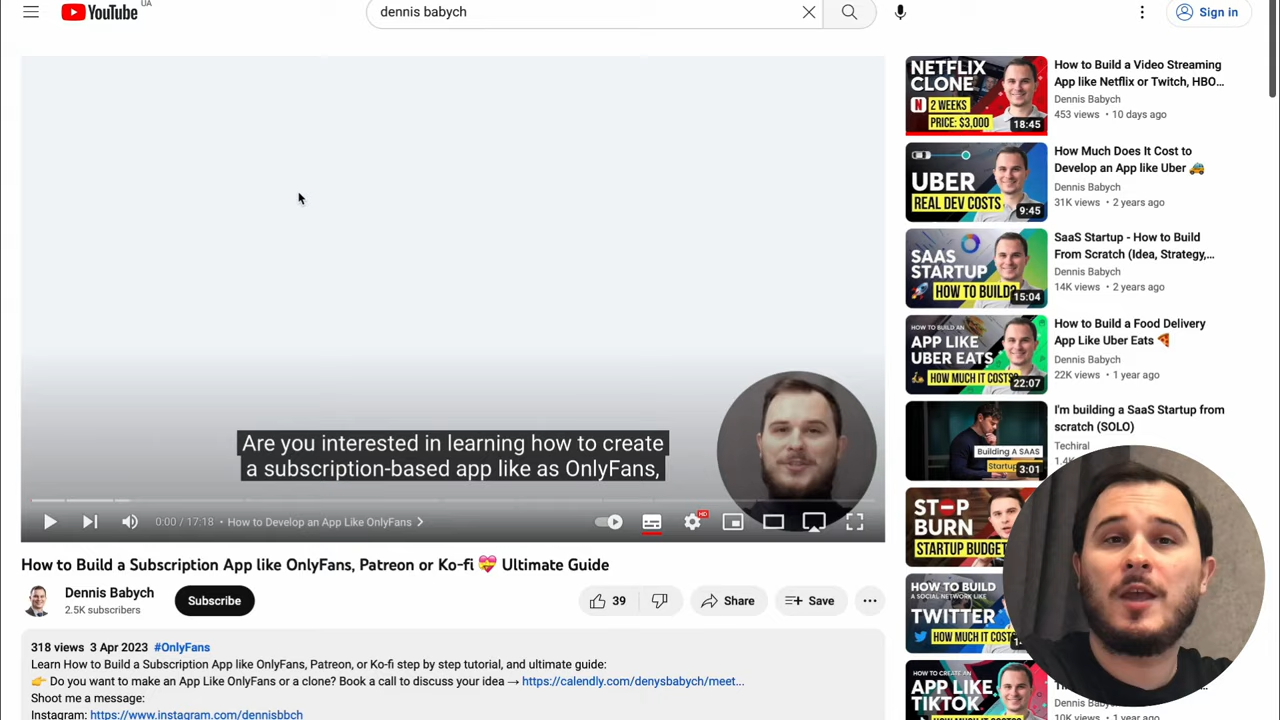 YouTube
UA
dennis babych
Sign in
Are you interested in learning how to create
a subscription-based app like as OnlyFans,
0:00 / 17:18 • How to Develop an App Like OnlyFans
HD
How to Build a Subscription App like OnlyFans, Patreon or Ko-fi 💝 Ultimate Guide
Dennis Babych
2.5K subscribers
Subscribe
39
Share
Save
318 views 3 Apr 2023 #OnlyFans
Learn How to Build a Subscription App like OnlyFans, Patreon, or Ko-fi step by step tutorial, and ultimate guide:
👉 Do you want to make an App Like OnlyFans or a clone? Book a call to discuss your idea → https://calendly.com/denysbabych/meet...
Shoot me a message:
Instagram: https://www.instagram.com/dennisbbch
NETFLIX
CLONE
N
2 WEEKS
PRICE: $3,000
18:45
How to Build a Video Streaming
App like Netflix or Twitch, HBO...
Dennis Babych
453 views • 10 days ago
UBER
REAL DEV COSTS
9:45
How Much Does It Cost to
Develop an App like Uber 🚕
Dennis Babych
31K views • 2 years ago
SAAS
STARTUP
HOW TO BUILD?
15:04
SaaS Startup - How to Build
From Scratch (Idea, Strategy,...
Dennis Babych
14K views • 2 years ago
HOW TO BUILD AN
APP LIKE
UBER EATS
HOW MUCH IT COSTS
22:07
How to Build a Food Delivery
App Like Uber Eats 🍕
Dennis Babych
22K views • 1 year ago
Building A SAAS
Startup
3:01
I'm building a SaaS Startup from
scratch (SOLO)
Techiral
STOP
BURN
STARTUP BUDGET
HOW TO BUILD
A SOCIAL NETWORK LIKE
TWITTER
HOW MUCH IT COST
HOW TO CREATE AN
APP LIKE
TIKTOK
HOW MUCH IT COST
Dennis Babych
10K views • 1 year ago